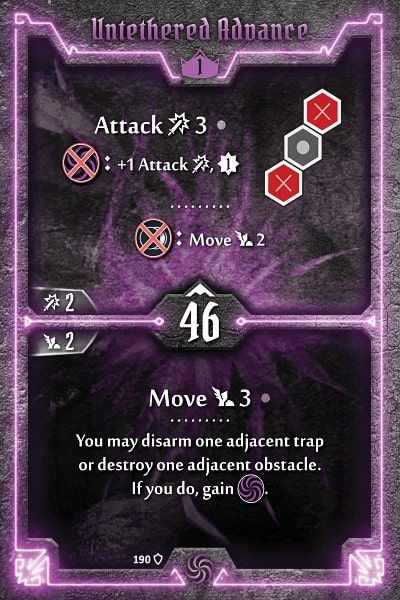 Untethered Advance
1
Attack 3
: +1 Attack , 1
: Move 2
2
46
2
Move 3
You may disarm one adjacent trap
or destroy one adjacent obstacle.
If you do, gain .
190